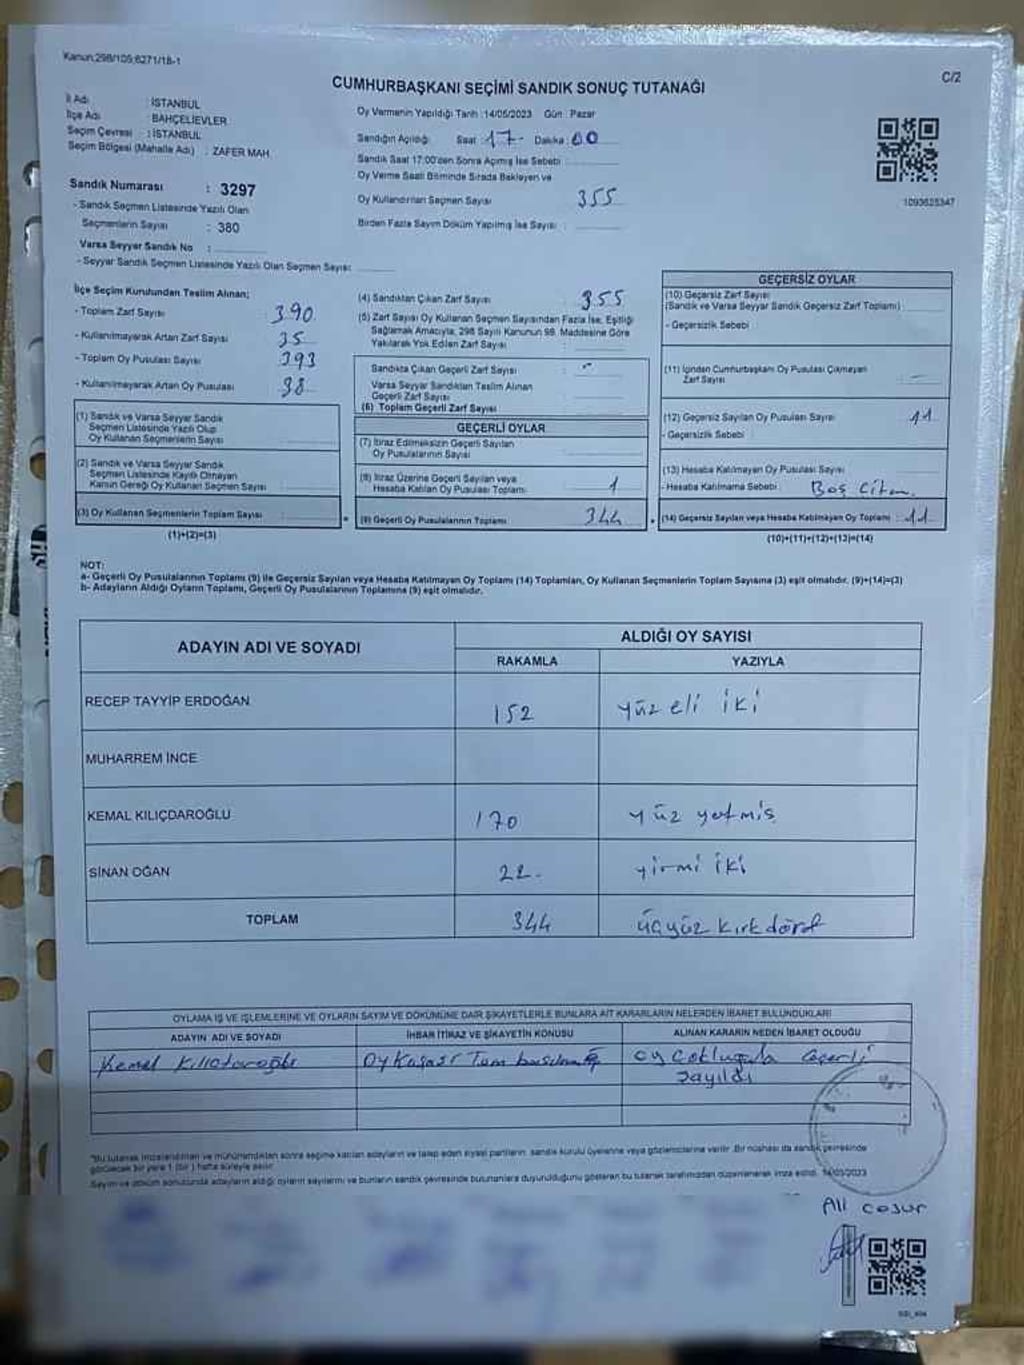 Kanun:298/105;6271/18-1
C/2
CUMHURBAŞKANI SEÇİMİ SANDIK SONUÇ TUTANAĞI
İl Adı : İSTANBUL
İlçe Adı : BAHÇELİEVLER
Seçim Çevresi : İSTANBUL
Seçim Bölgesi (Mahalle Adı) : ZAFER MAH
Oy Vermenin Yapıldığı Tarih :14/05/2023 Gün : Pazar
Sandığın Açıldığı Saat : 17 Dakika : 00
Sandık Saat 17:00'den Sonra Açılmış İse Sebebi :
Oy Verme Saati Bitiminde Sırada Bekleyen ve
Oy Kullandırılan Seçmen Sayısı : 355
Birden Fazla Sayım Döküm Yapılmış İse Sayısı :
1093625347
Sandık Numarası : 3297
- Sandık Seçmen Listesinde Yazılı Olan
Seçmenlerin Sayısı : 380
Varsa Seyyar Sandık No :
- Seyyar Sandık Seçmen Listesinde Yazılı Olan Seçmen Sayısı:
İlçe Seçim Kurulundan Teslim Alınan;
- Toplam Zarf Sayısı : 390
- Kullanılmayarak Artan Zarf Sayısı : 35
- Toplam Oy Pusulası Sayısı : 393
- Kullanılmayarak Artan Oy Pusulası : 38
(1) Sandık ve Varsa Seyyar Sandık
Seçmen Listesinde Yazılı Olup
Oy Kullanan Seçmenlerin Sayısı :
(2) Sandık ve Varsa Seyyar Sandık
Seçmen Listesinde Kayıtlı Olmayan
Kanun Gereği Oy Kullanan Seçmen Sayısı :
(3) Oy Kullanan Seçmenlerin Toplam Sayısı :
(1)+(2)=(3)
(4) Sandıktan Çıkan Zarf Sayısı : 355
(5) Zarf Sayısı Oy Kullanan Seçmen Sayısından Fazla İse, Eşitliği
Sağlamak Amacıyla, 298 Sayılı Kanunun 98. Maddesine Göre
Yakılarak Yok Edilen Zarf Sayısı :
Sandıkta Çıkan Geçerli Zarf Sayısı : -
Varsa Seyyar Sandıktan Teslim Alınan
Geçerli Zarf Sayısı :
(6) Toplam Geçerli Zarf Sayısı :
GEÇERLİ OYLAR
(7) İtiraz Edilmeksizin Geçerli Sayılan
Oy Pusulalarının Sayısı :
(8) İtiraz Üzerine Geçerli Sayılan veya
Hesaba Katılan Oy Pusulası Toplamı : 1
(9) Geçerli Oy Pusulalarının Toplamı : 344
GEÇERSİZ OYLAR
(10) Geçersiz Zarf Sayısı
(Sandık ve Varsa Seyyar Sandık Geçersiz Zarf Toplamı) :
- Geçersizlik Sebebi :
(11) İçinden Cumhurbaşkanı Oy Pusulası Çıkmayan
Zarf Sayısı : -
(12) Geçersiz Sayılan Oy Pusulası Sayısı : 11
- Geçersizlik Sebebi :
(13) Hesaba Katılmayan Oy Pusulası Sayısı :
- Hesaba Katılmama Sebebi : Boş
(14) Geçersiz Sayılan veya Hesaba Katılmayan Oy Toplamı : 11
(10)+(11)+(12)+(13)=(14)
NOT:
a- Geçerli Oy Pusulalarının Toplamı (9) ile Geçersiz Sayılan veya Hesaba Katılmayan Oy Toplamı (14) Toplamları, Oy Kullanan Seçmenlerin Toplam Sayısına (3) eşit olmalıdır. (9)+(14)=(3)
b- Adayların Aldığı Oyların Toplamı, Geçerli Oy Pusulalarının Toplamına (9) eşit olmalıdır.
ADAYIN ADI VE SOYADI ALDIĞI OY SAYISI
RAKAMLA YAZIYLA
RECEP TAYYİP ERDOĞAN 152 yüz eli iki
MUHARREM İNCE
KEMAL KILIÇDAROĞLU 170 yüz yetmiş
SİNAN OĞAN 22 yirmi iki
TOPLAM 344 üçyüz kırk dört
OYLAMA İŞ VE İŞLEMLERİNE VE OYLARIN SAYIM VE DÖKÜMÜNE DAİR ŞİKAYETLERLE BUNLARA AİT KARARLARIN NELERDEN İBARET BULUNDUKLARI
ADAYIN ADI VE SOYADI İHBAR İTİRAZ VE ŞİKAYETİN KONUSU ALINAN KARARIN NEDEN İBARET OLDUĞU
Kemal Kılıctaroğlu Oy Kaşası Tam oy çokluğula Geçerli
sayıldı
*Bu tutanak imzalandıktan ve mühürlendikten sonra seçime katılan adayların ve talep eden siyasi partilerin sandık kurulu üyelerine veya gözlemcilerine verilir. Bir nüshası da sandık çevresinde
görülecek bir yere 1 (bir) hafta süreyle asılır.
Sayım ve döküm sonucunda adayların aldığı oyların sayılarını ve bunların sandık çevresinde bulunanlara duyurulduğunu gösteren bu tutanak tarafımızdan düzenlenerek imza edildi. 14/05/2023
Ali cesur